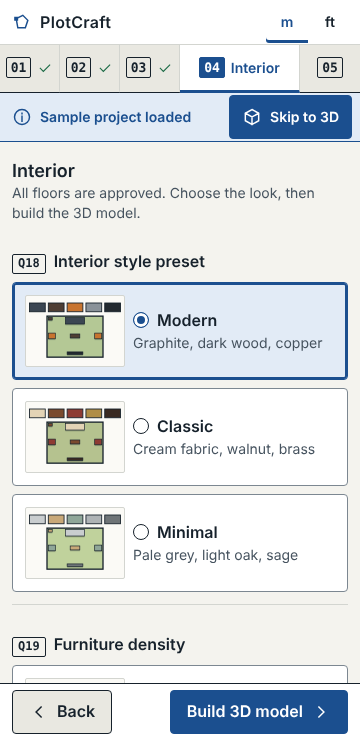 PlotCraft
m ft
01 02 03 04 Interior 05
Sample project loaded Skip to 3D
Interior
All floors are approved. Choose the look, then
build the 3D model.
Q18 Interior style preset
Modern
Graphite, dark wood, copper
Classic
Cream fabric, walnut, brass
Minimal
Pale grey, light oak, sage
Q19 Furniture density
Back Build 3D model